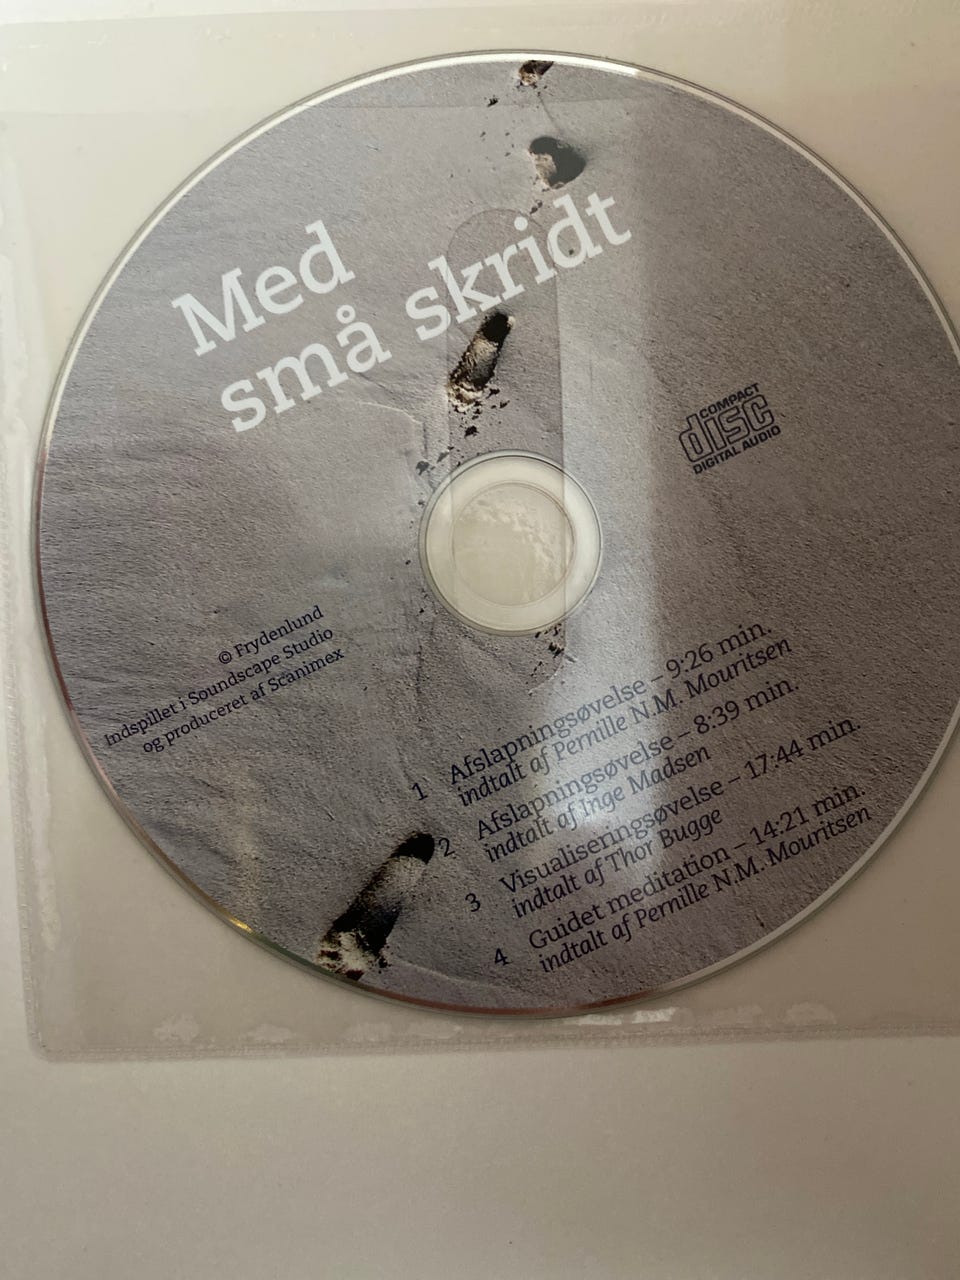 Med
små skridt
COMPACT
disc
DIGITAL AUDIO
© Frydenlund
Indspillet i Soundscape Studio
og produceret af Scanimex
1 Afslapningsøvelse – 9:26 min.
indtalt af Pernille N.M. Mouritsen
2 Afslapningsøvelse – 8:39 min.
indtalt af Inge Madsen
3 Visualiseringsøvelse – 17:44 min.
indtalt af Thor Bugge
4 Guidet meditation – 14:21 min.
indtalt af Pernille N.M. Mouritsen